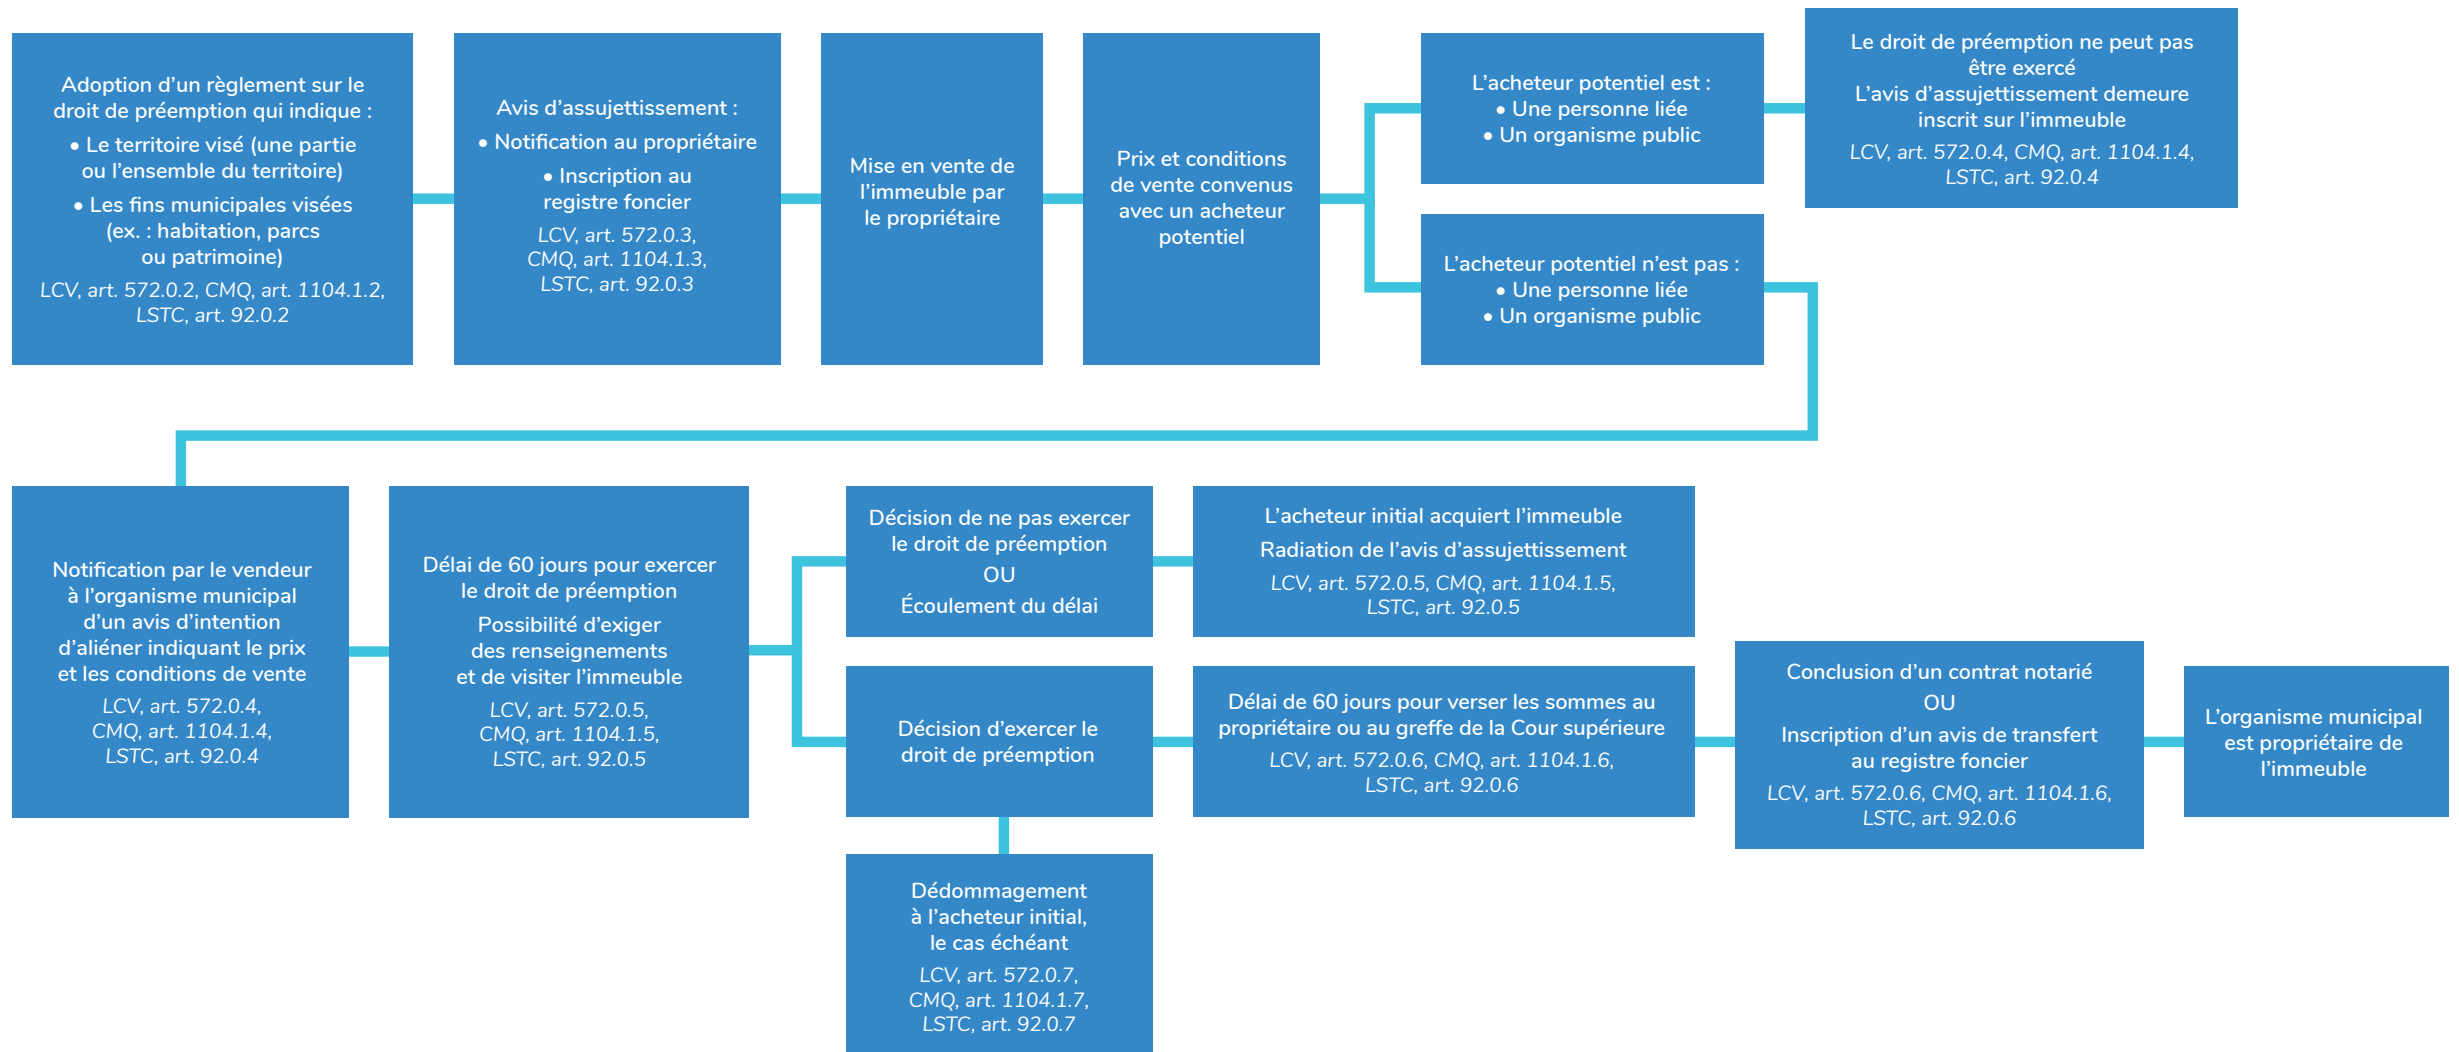 Adoption d’un règlement sur le
droit de préemption qui indique :
• Le territoire visé (une partie
ou l’ensemble du territoire)
• Les fins municipales visées
(ex. : habitation, parcs
ou patrimoine)
LCV, art. 572.0.2, CMQ, art. 1104.1.2,
LSTC, art. 92.0.2
Avis d’assujettissement :
• Notification au propriétaire
• Inscription au
registre foncier
LCV, art. 572.0.3,
CMQ, art. 1104.1.3,
LSTC, art. 92.0.3
Mise en vente de
l’immeuble par
le propriétaire
Prix et conditions
de vente convenus
avec un acheteur
potentiel
L’acheteur potentiel est :
• Une personne liée
• Un organisme public
Le droit de préemption ne peut pas
être exercé
L’avis d’assujettissement demeure
inscrit sur l’immeuble
LCV, art. 572.0.4, CMQ, art. 1104.1.4,
LSTC, art. 92.0.4
L’acheteur potentiel n’est pas :
• Une personne liée
• Un organisme public
Notification par le vendeur
à l’organisme municipal
d’un avis d’intention
d’aliéner indiquant le prix
et les conditions de vente
LCV, art. 572.0.4,
CMQ, art. 1104.1.4,
LSTC, art. 92.0.4
Délai de 60 jours pour exercer
le droit de préemption
Possibilité d’exiger
des renseignements
et de visiter l’immeuble
LCV, art. 572.0.5,
CMQ, art. 1104.1.5,
LSTC, art. 92.0.5
Décision de ne pas exercer
le droit de préemption
OU
Écoulement du délai
L’acheteur initial acquiert l’immeuble
Radiation de l’avis d’assujettissement
LCV, art. 572.0.5, CMQ, art. 1104.1.5,
LSTC, art. 92.0.5
Décision d’exercer le
droit de préemption
Délai de 60 jours pour verser les sommes au
propriétaire ou au greffe de la Cour supérieure
LCV, art. 572.0.6, CMQ, art. 1104.1.6,
LSTC, art. 92.0.6
Conclusion d’un contrat notarié
OU
Inscription d’un avis de transfert
au registre foncier
LCV, art. 572.0.6, CMQ, art. 1104.1.6,
LSTC, art. 92.0.6
L’organisme municipal
est propriétaire de
l’immeuble
Dédommagement
à l’acheteur initial,
le cas échéant
LCV, art. 572.0.7,
CMQ, art. 1104.1.7,
LSTC, art. 92.0.7